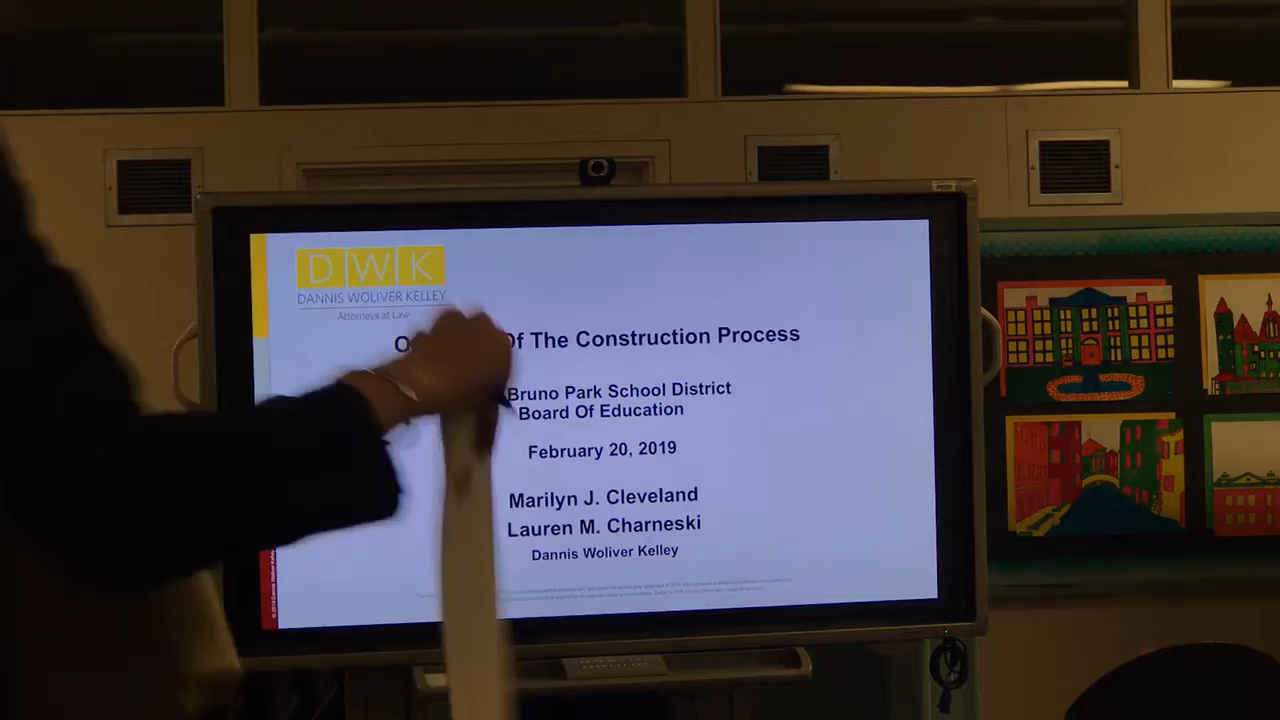 DWK
DANNIS WOLIVER KELLEY
Attorneys at Law
Of The Construction Process
Bruno Park School District
Board Of Education
February 20, 2019
Marilyn J. Cleveland
Lauren M. Charneski
Dannis Woliver Kelley